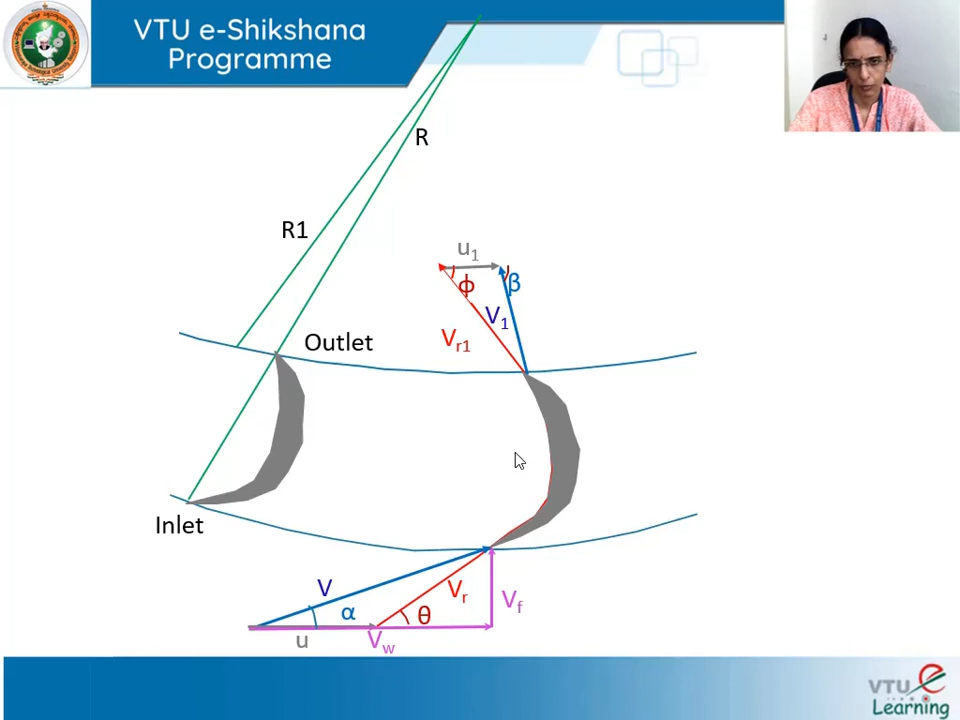 VTU e-Shikshana
Programme
R
R1
u1
ϕ
β
V1
Vr1
Outlet
Inlet
V
α
Vr
θ
Vf
u
Vw
VTU e
Learning